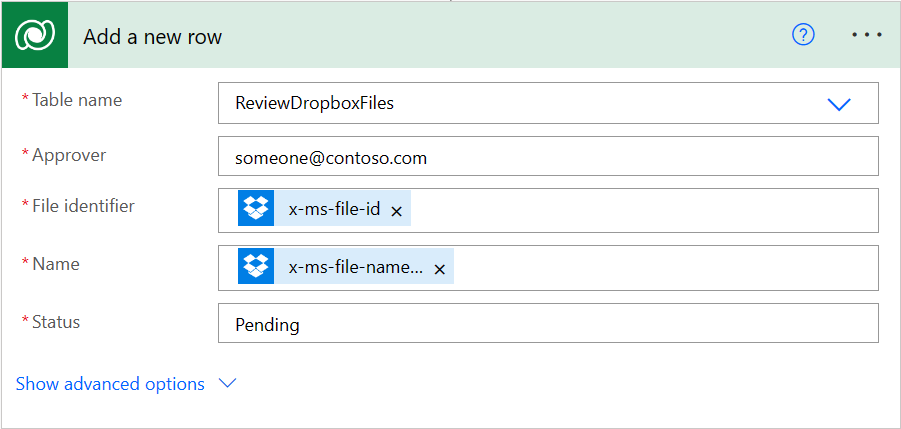 Add a new row
?
...
* Table name
ReviewDropboxFiles
* Approver
someone@contoso.com
* File identifier
x-ms-file-id ×
* Name
x-ms-file-name... ×
* Status
Pending
Show advanced options